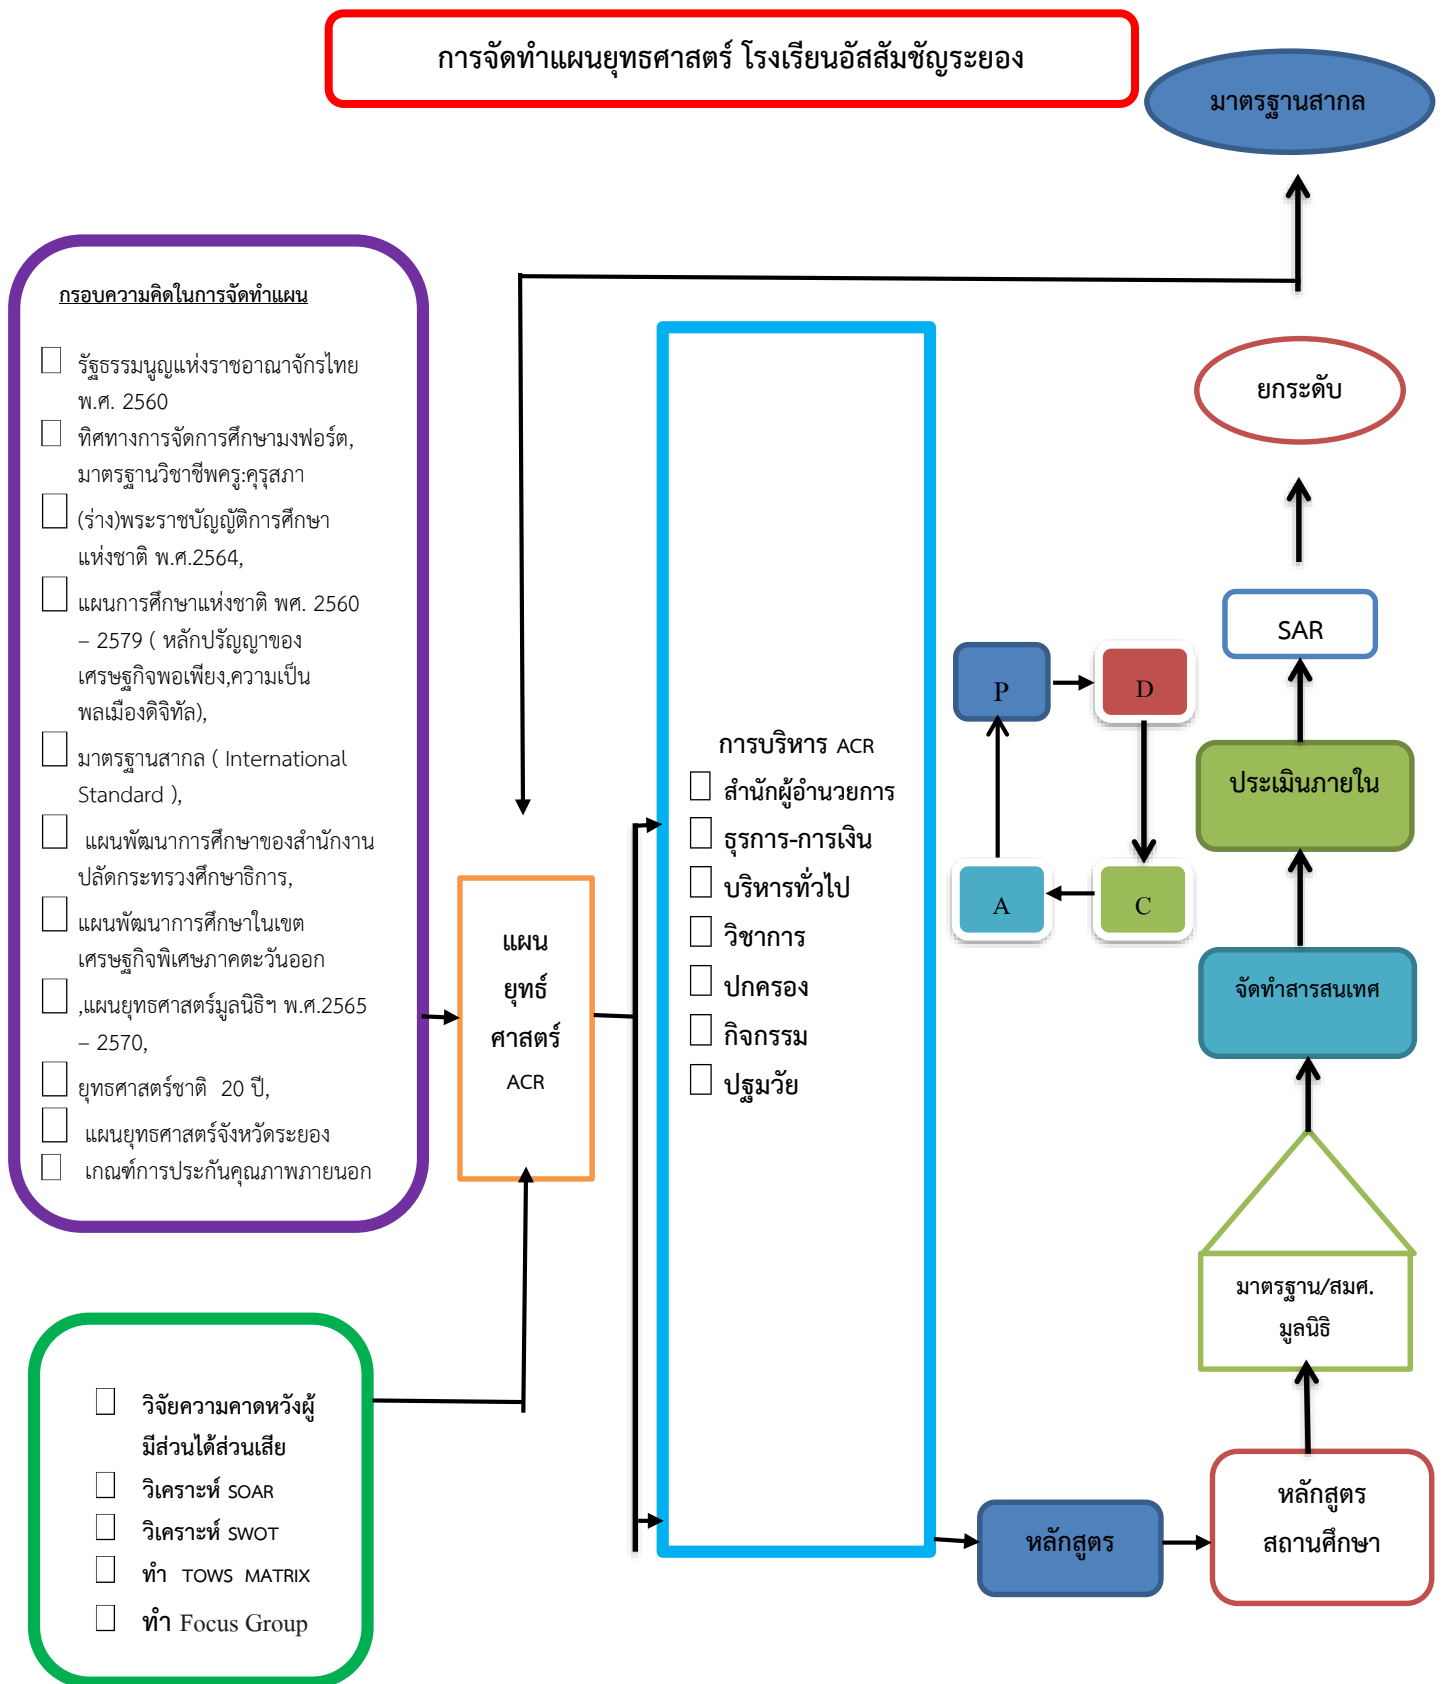 การจัดทำแผนยุทธศาสตร์ โรงเรียนอัสสัมชัญระยอง
มาตรฐานสากล
กรอบความคิดในการจัดทำแผน
รัฐธรรมนูญแห่งราชอาณาจักรไทย
พ.ศ. 2560
ทิศทางการจัดการศึกษามงฟอร์ต,
มาตรฐานวิชาชีพครู:คุรุสภา
(ร่าง)พระราชบัญญัติการศึกษา
แห่งชาติ พ.ศ.2564,
แผนการศึกษาแห่งชาติ พศ. 2560
– 2579 ( หลักปรัญญาของ
เศรษฐกิจพอเพียง,ความเป็น
พลเมืองดิจิทัล),
มาตรฐานสากล ( International
Standard ),
แผนพัฒนาการศึกษาของสำนักงาน
ปลัดกระทรวงศึกษาธิการ,
แผนพัฒนาการศึกษาในเขต
เศรษฐกิจพิเศษภาคตะวันออก
,แผนยุทธศาสตร์มูลนิธิฯ พ.ศ.2565
– 2570,
ยุทธศาสตร์ชาติ 20 ปี,
แผนยุทธศาสตร์จังหวัดระยอง
เกณฑ์การประกันคุณภาพภายนอก
วิจัยความคาดหวังผู้
มีส่วนได้ส่วนเสีย
วิเคราะห์ SOAR
วิเคราะห์ SWOT
ทำ TOWS MATRIX
ทำ Focus Group
แผน
ยุทธ์
ศาสตร์
ACR
การบริหาร ACR
สำนักผู้อำนวยการ
ธุรการ-การเงิน
บริหารทั่วไป
วิชาการ
ปกครอง
กิจกรรม
ปฐมวัย
P
D
A
C
ยกระดับ
SAR
ประเมินภายใน
จัดทำสารสนเทศ
มาตรฐาน/สมศ.
มูลนิธิ
หลักสูตร
หลักสูตร
สถานศึกษา